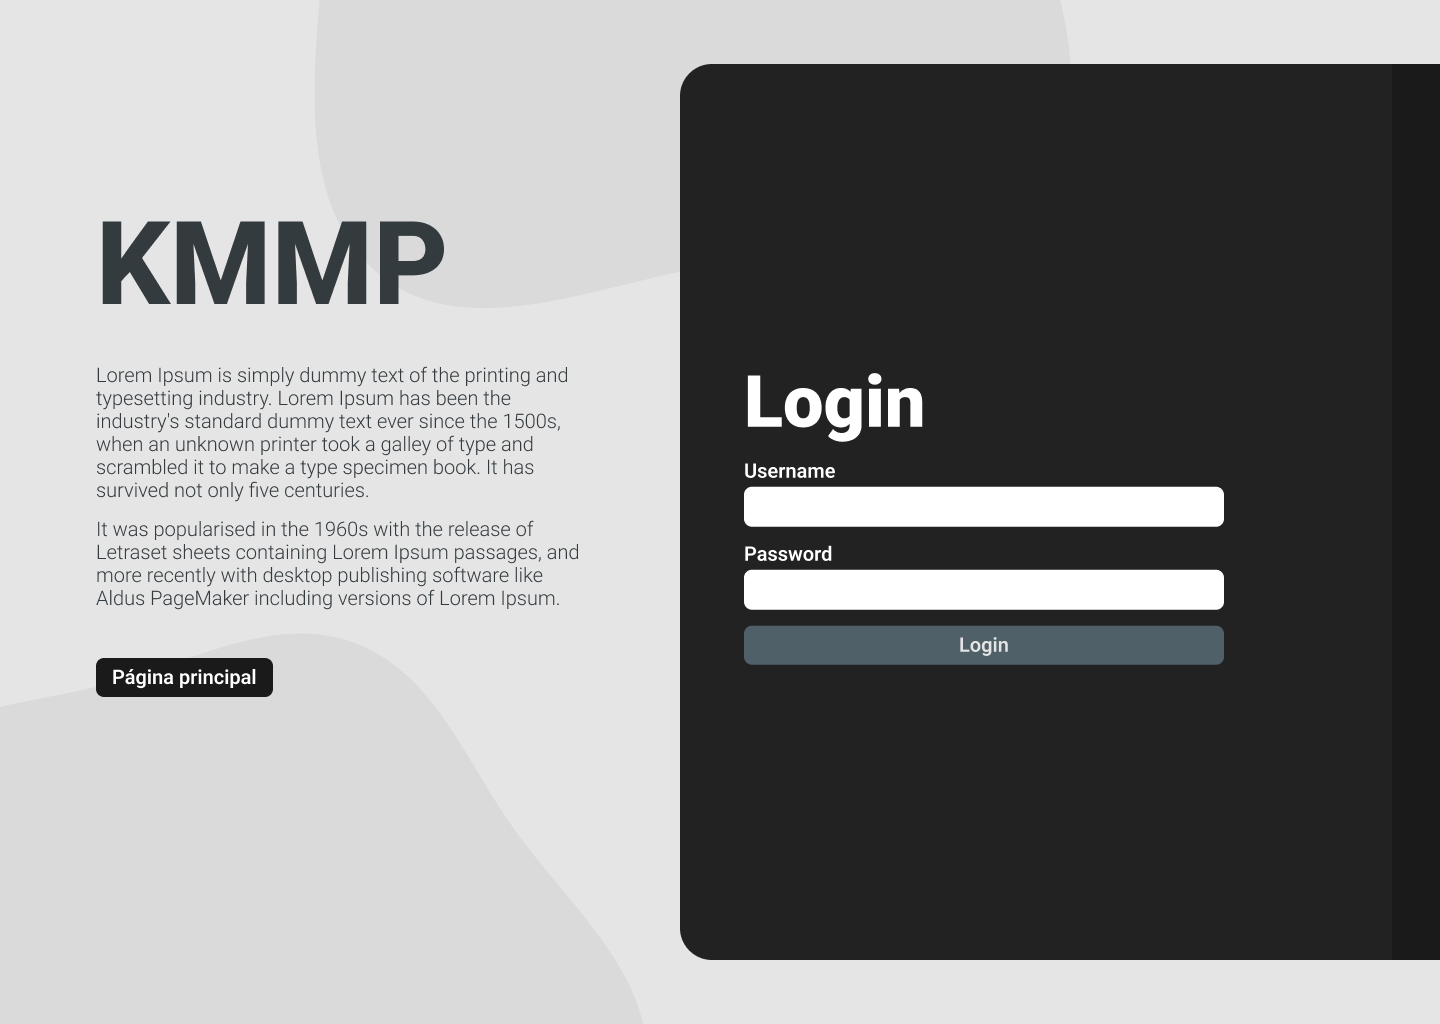 KMMP
Lorem Ipsum is simply dummy text of the printing and
typesetting industry. Lorem Ipsum has been the
industry's standard dummy text ever since the 1500s,
when an unknown printer took a galley of type and
scrambled it to make a type specimen book. It has
survived not only five centuries.
It was popularised in the 1960s with the release of
Letraset sheets containing Lorem Ipsum passages, and
more recently with desktop publishing software like
Aldus PageMaker including versions of Lorem Ipsum.
Página principal
Login
Username
Password
Login